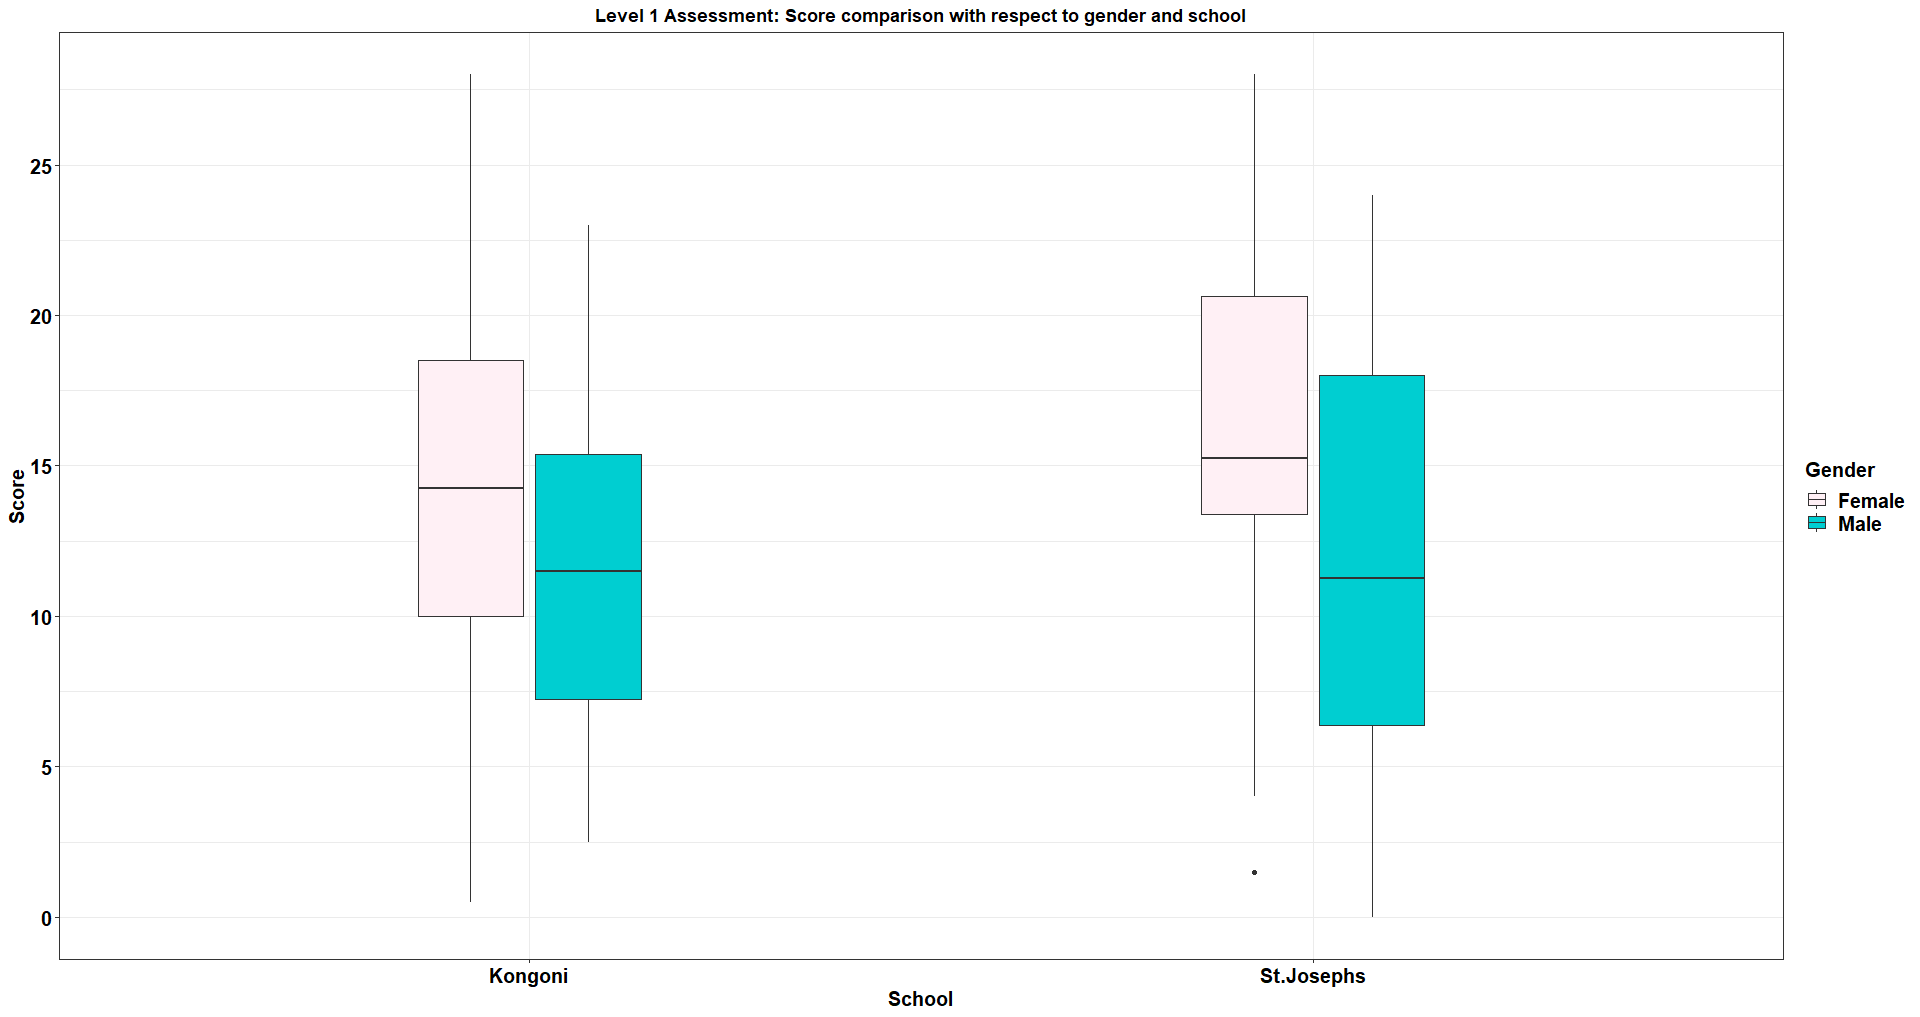 Level 1 Assessment: Score comparison with respect to gender and school
Score
25
20
15
10
5
0
Kongoni
St.Josephs
School
Gender
Female
Male